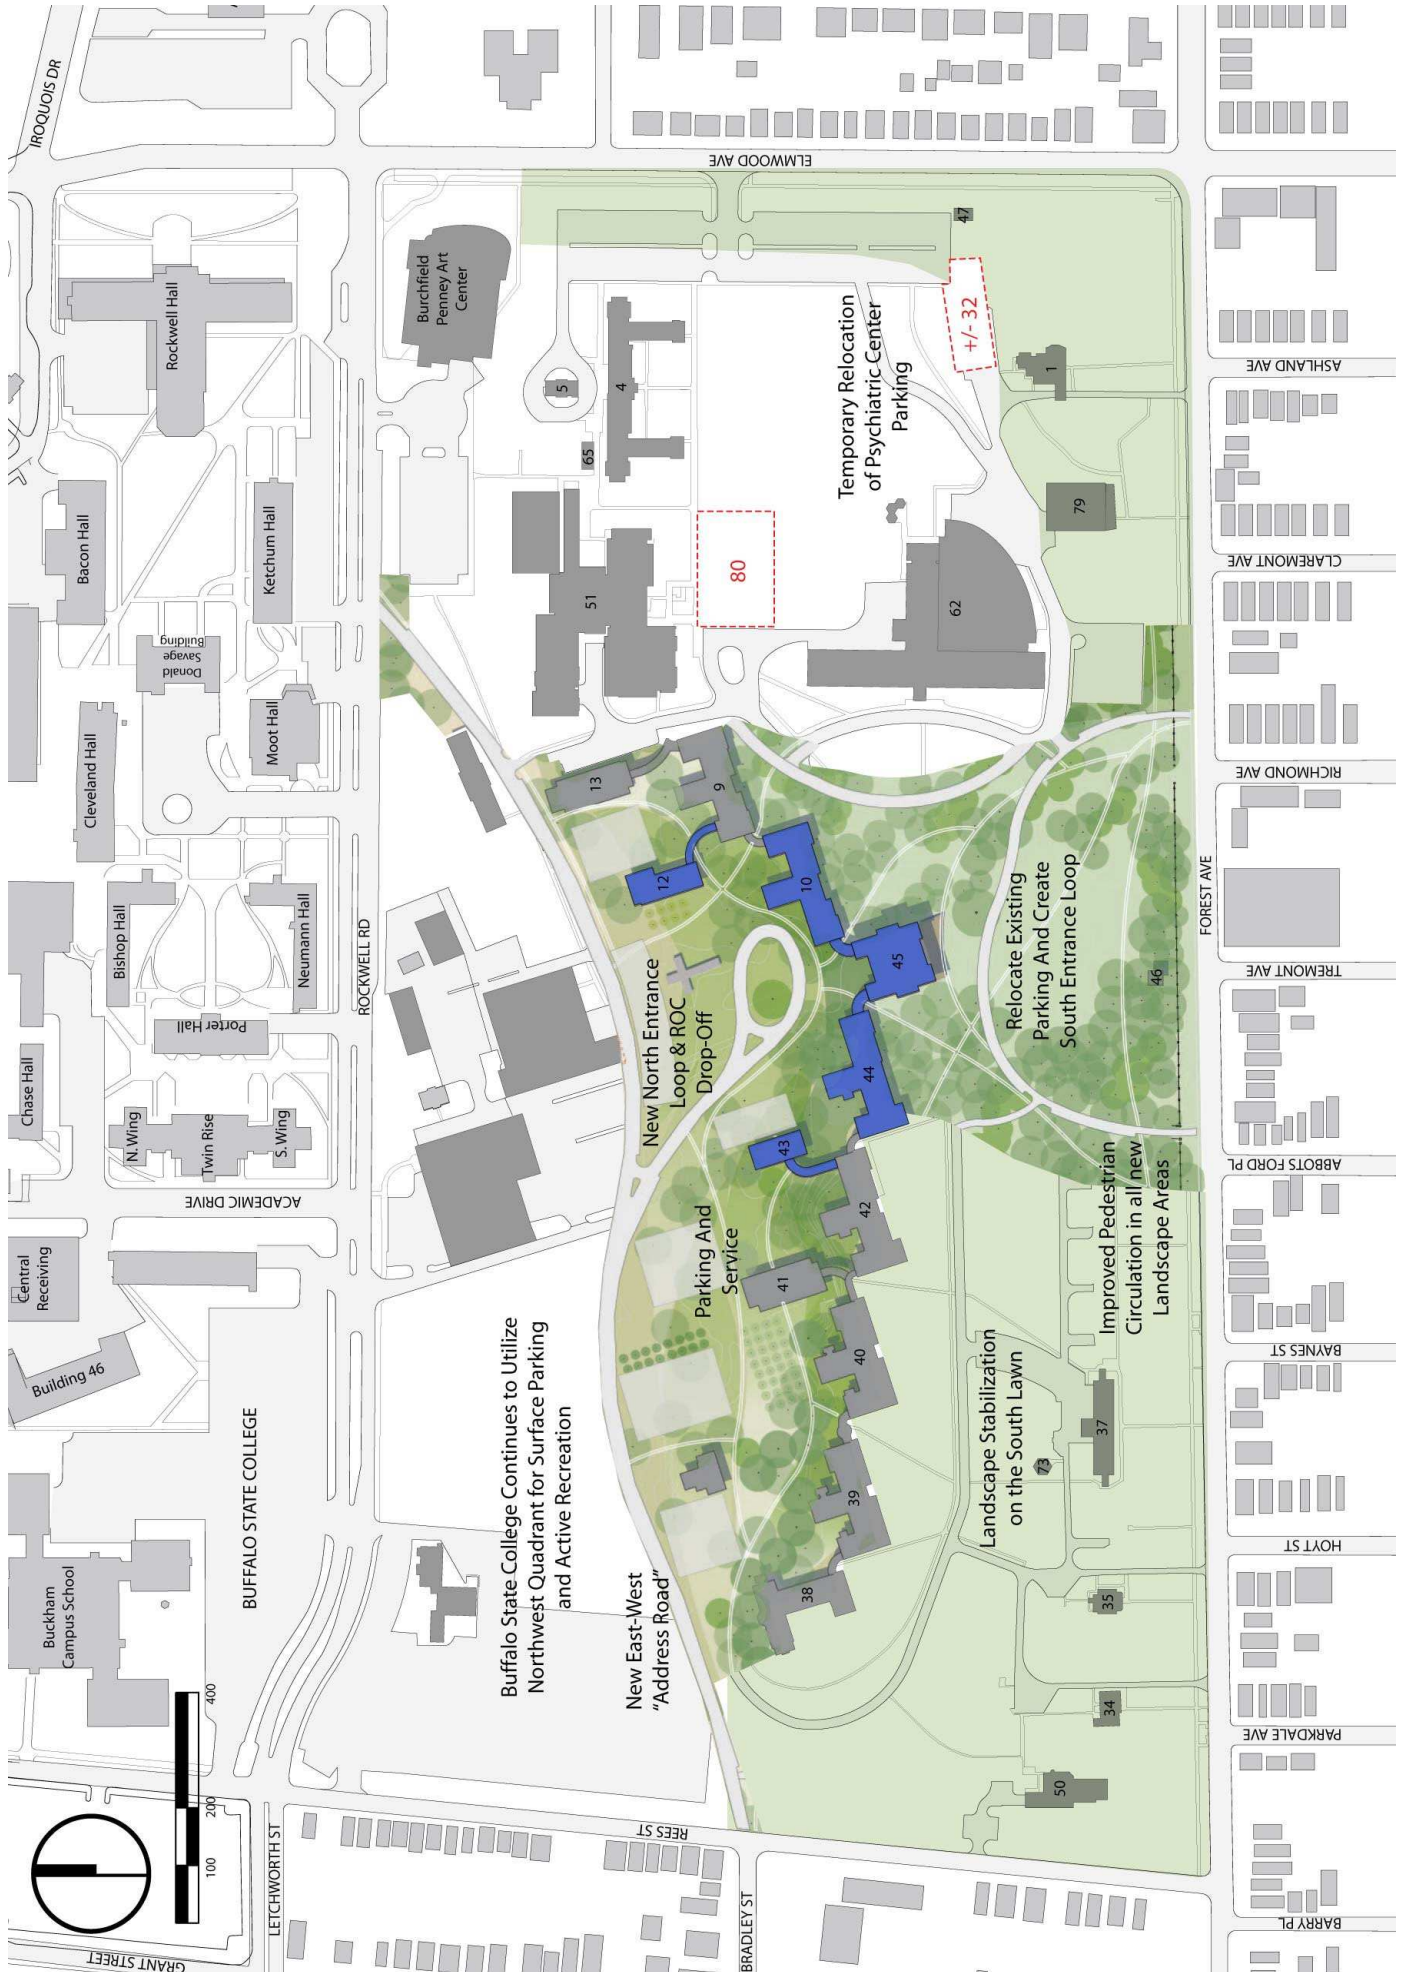 GRANT STREET
LETCHWORTH ST
100
200
400
Buckham
Campus School
BUFFALO STATE COLLEGE
Building 46
Central
Receiving
ACADEMIC DRIVE
Chase Hall
N. Wing
Twin Rise
S. Wing
Bishop Hall
Porter Hall
Neumann Hall
Cleveland Hall
Moot Hall
Donald
Savage
Building
Bacon Hall
Ketchum Hall
Rockwell Hall
IROQUOIS DR
ROCKWELL RD
ELMWOOD AVE
Burchfield
Penney Art
Center
REES ST
BRADLEY ST
Buffalo State College Continues to Utilize
Northwest Quadrant for Surface Parking
and Active Recreation
New East-West
"Address Road"
Parking And
Service
New North Entrance
Loop & ROC
Drop-Off
Temporary Relocation
of Psychiatric Center
Parking
80
+/- 32
Landscape Stabilization
on the South Lawn
Improved Pedestrian
Circulation in all new
Landscape Areas
Relocate Existing
Parking And Create
South Entrance Loop
38
39
40
41
42
43
44
45
10
12
9
13
51
65
5
4
62
47
1
79
46
37
73
35
34
50
FOREST AVE
BARRY PL
PARKDALE AVE
HOYT ST
BAYNES ST
ABBOTS FORD PL
TREMONT AVE
RICHMOND AVE
CLAREMONT AVE
ASHLAND AVE